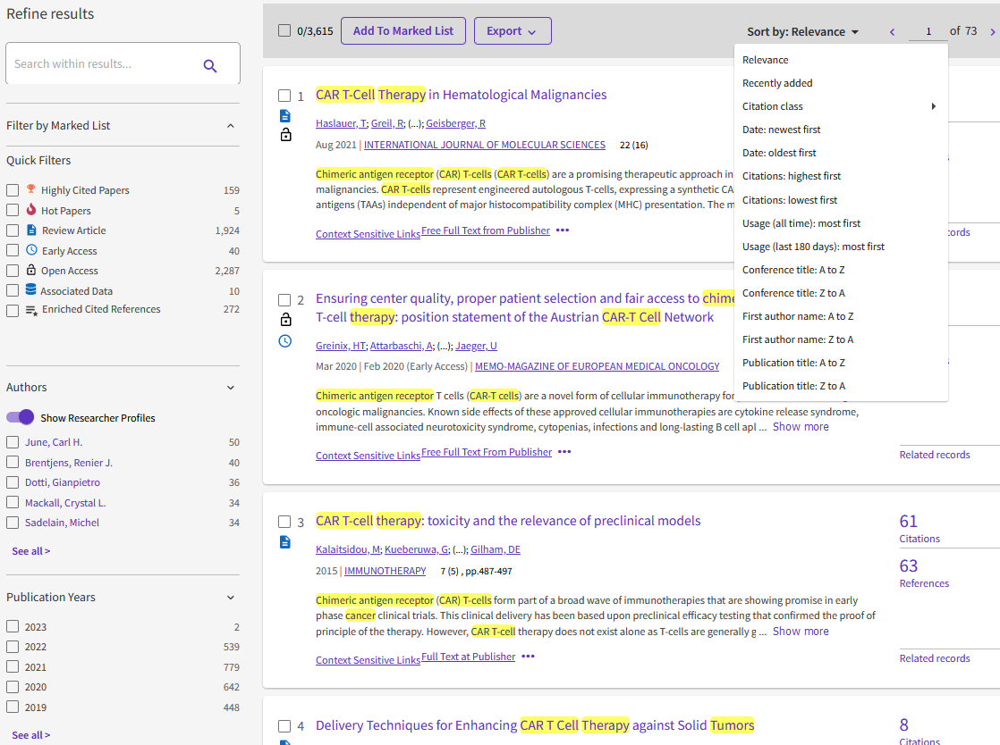 Refine results
Search within results...
Filter by Marked List
Quick Filters
Highly Cited Papers 159
Hot Papers 5
Review Article 1,924
Early Access 40
Open Access 2,287
Associated Data 10
Enriched Cited References 272
Authors
Show Researcher Profiles
June, Carl H. 50
Brentjens, Renier J. 40
Dotti, Gianpietro 36
Mackall, Crystal L. 34
Sadelain, Michel 34
See all >
Publication Years
2023 2
2022 539
2021 779
2020 642
2019 448
See all >
0/3,615 Add To Marked List Export Sort by: Relevance 1 of 73
Relevance
Recently added
Citation class
Date: newest first
Date: oldest first
Citations: highest first
Citations: lowest first
Usage (all time): most first
Usage (last 180 days): most first
Conference title: A to Z
Conference title: Z to A
First author name: A to Z
First author name: Z to A
Publication title: A to Z
Publication title: Z to A
1 CAR T-Cell Therapy in Hematological Malignancies
Haslauer, T; Greil, R; (...); Geisberger, R
Aug 2021 | INTERNATIONAL JOURNAL OF MOLECULAR SCIENCES 22 (16)
Chimeric antigen receptor (CAR) T-cells (CAR T-cells) are a promising therapeutic approach in
malignancies. CAR T-cells represent engineered autologous T-cells, expressing a synthetic CA
antigens (TAAs) independent of major histocompatibility complex (MHC) presentation. The m
Context Sensitive Links Free Full Text from Publisher •••
cords
2 Ensuring center quality, proper patient selection and fair access to chime
T-cell therapy: position statement of the Austrian CAR-T Cell Network
Greinix, HT; Attarbaschi, A; (...); Jaeger, U
Mar 2020 | Feb 2020 (Early Access) | MEMO-MAGAZINE OF EUROPEAN MEDICAL ONCOLOGY
Chimeric antigen receptor T cells (CAR-T cells) are a novel form of cellular immunotherapy for
oncologic malignancies. Known side effects of these approved cellular immunotherapies are cytokine release syndrome,
immune-cell associated neurotoxicity syndrome, cytopenias, infections and long-lasting B cell apl ... Show more
Context Sensitive Links Free Full Text From Publisher •••
Related records
3 CAR T-cell therapy: toxicity and the relevance of preclinical models
Kalaitsidou, M; Kueberuwa, G; (...); Gilham, DE
2015 | IMMUNOTHERAPY 7 (5) , pp.487-497
Chimeric antigen receptor (CAR) T-cells form part of a broad wave of immunotherapies that are showing promise in early
phase cancer clinical trials. This clinical delivery has been based upon preclinical efficacy testing that confirmed the proof of
principle of the therapy. However, CAR T-cell therapy does not exist alone as T-cells are generally g ... Show more
Context Sensitive Links Full Text at Publisher •••
61
Citations
63
References
Related records
4 Delivery Techniques for Enhancing CAR T Cell Therapy against Solid Tumors
8
Citations